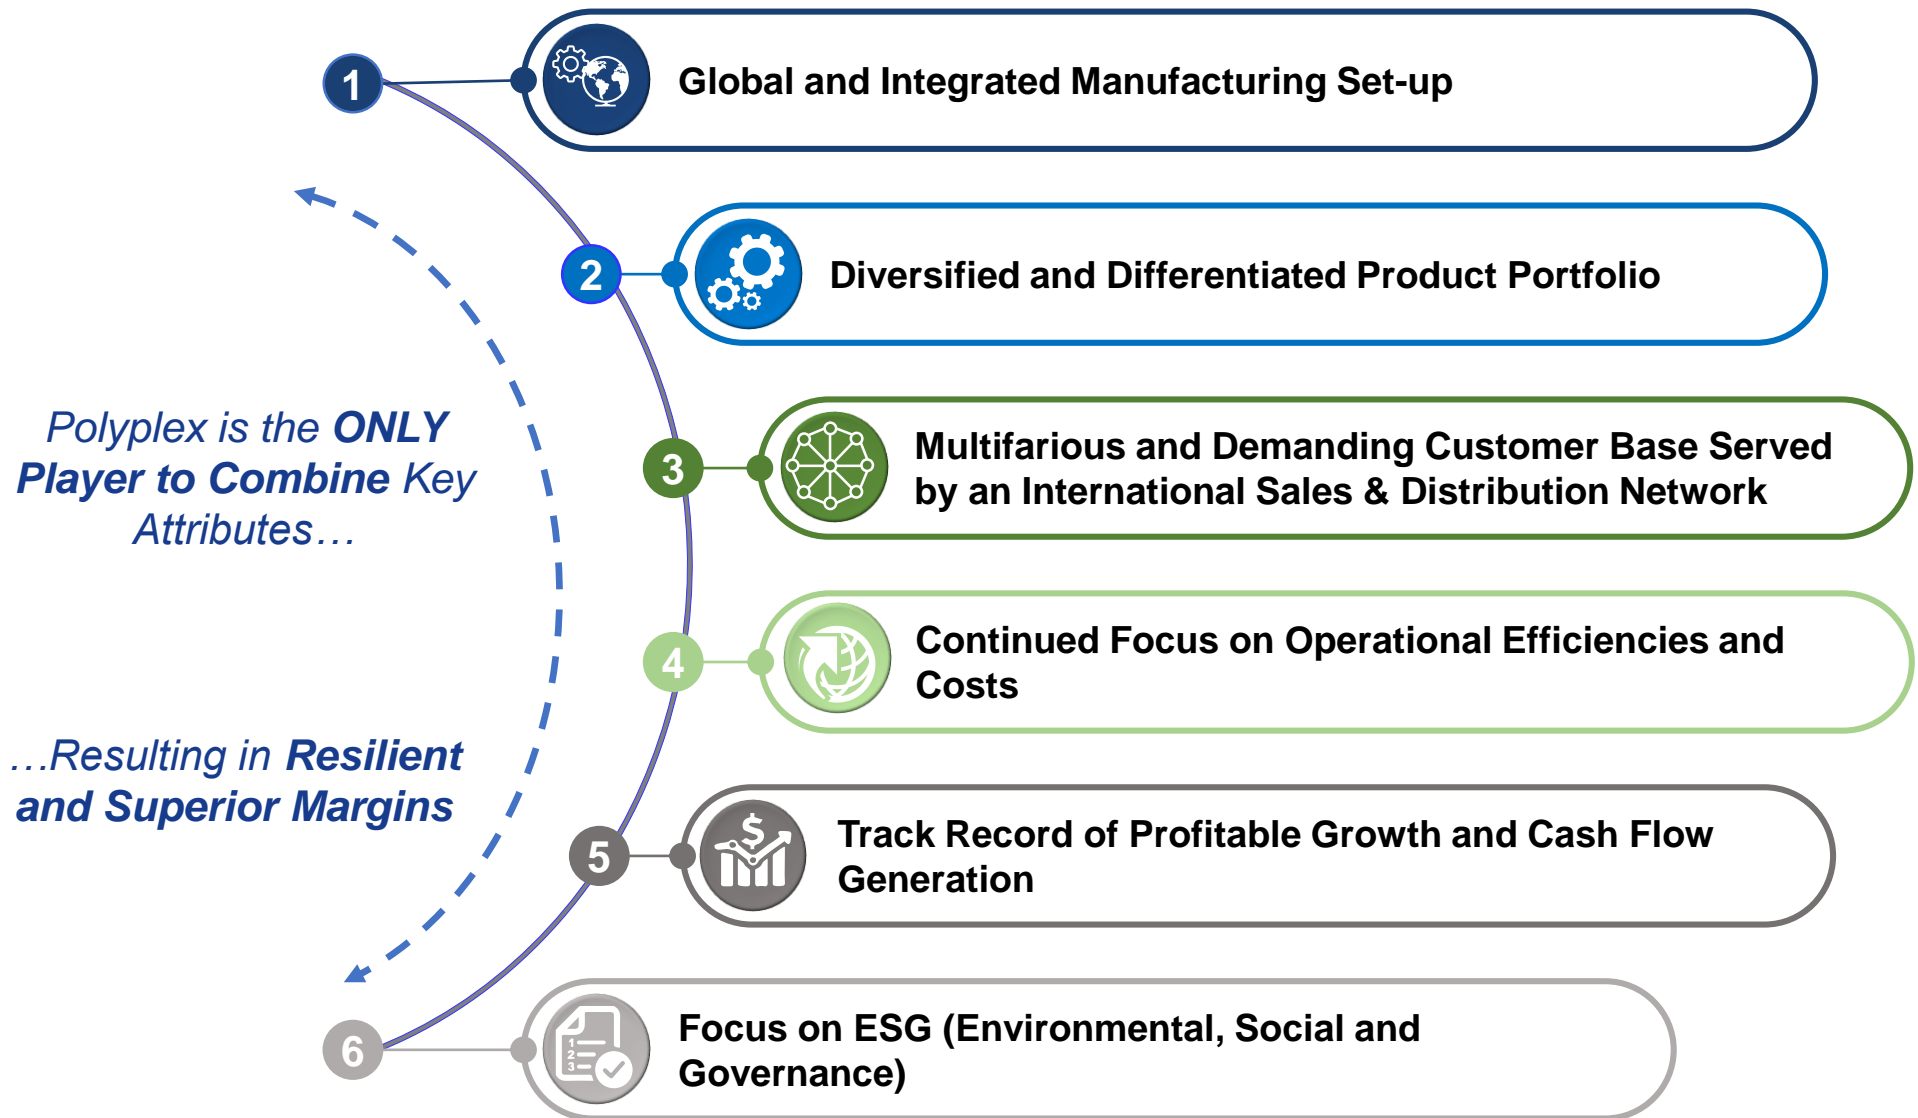 1
Global and Integrated Manufacturing Set-up
2
Diversified and Differentiated Product Portfolio
Polyplex is the ONLY
Player to Combine Key
Attributes…
3
Multifarious and Demanding Customer Base Served
by an International Sales & Distribution Network
4
Continued Focus on Operational Efficiencies and
Costs
…Resulting in Resilient
and Superior Margins
5
$
Track Record of Profitable Growth and Cash Flow
Generation
6
1
2
3
Focus on ESG (Environmental, Social and
Governance)